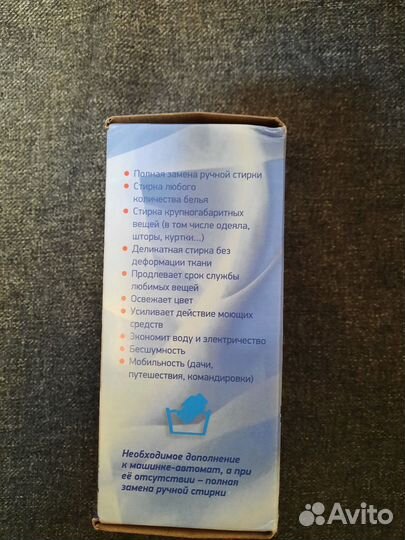 • Полная замена ручной стирки
• Стирка любого
количества белья
• Стирка крупногабаритных
вещей (в том числе одеяла,
шторы, куртки...)
• Деликатная стирка без
деформации ткани
• Продлевает срок службы
любимых вещей
• Освежает цвет
• Усиливает действие моющих
средств
• Экономит воду и электричество
• Бесшумность
• Мобильность (дачи,
путешествия, командировки)
Необходимое дополнение
к машинке-автомат, а при
её отсутствии – полная
замена ручной стирки
Avito